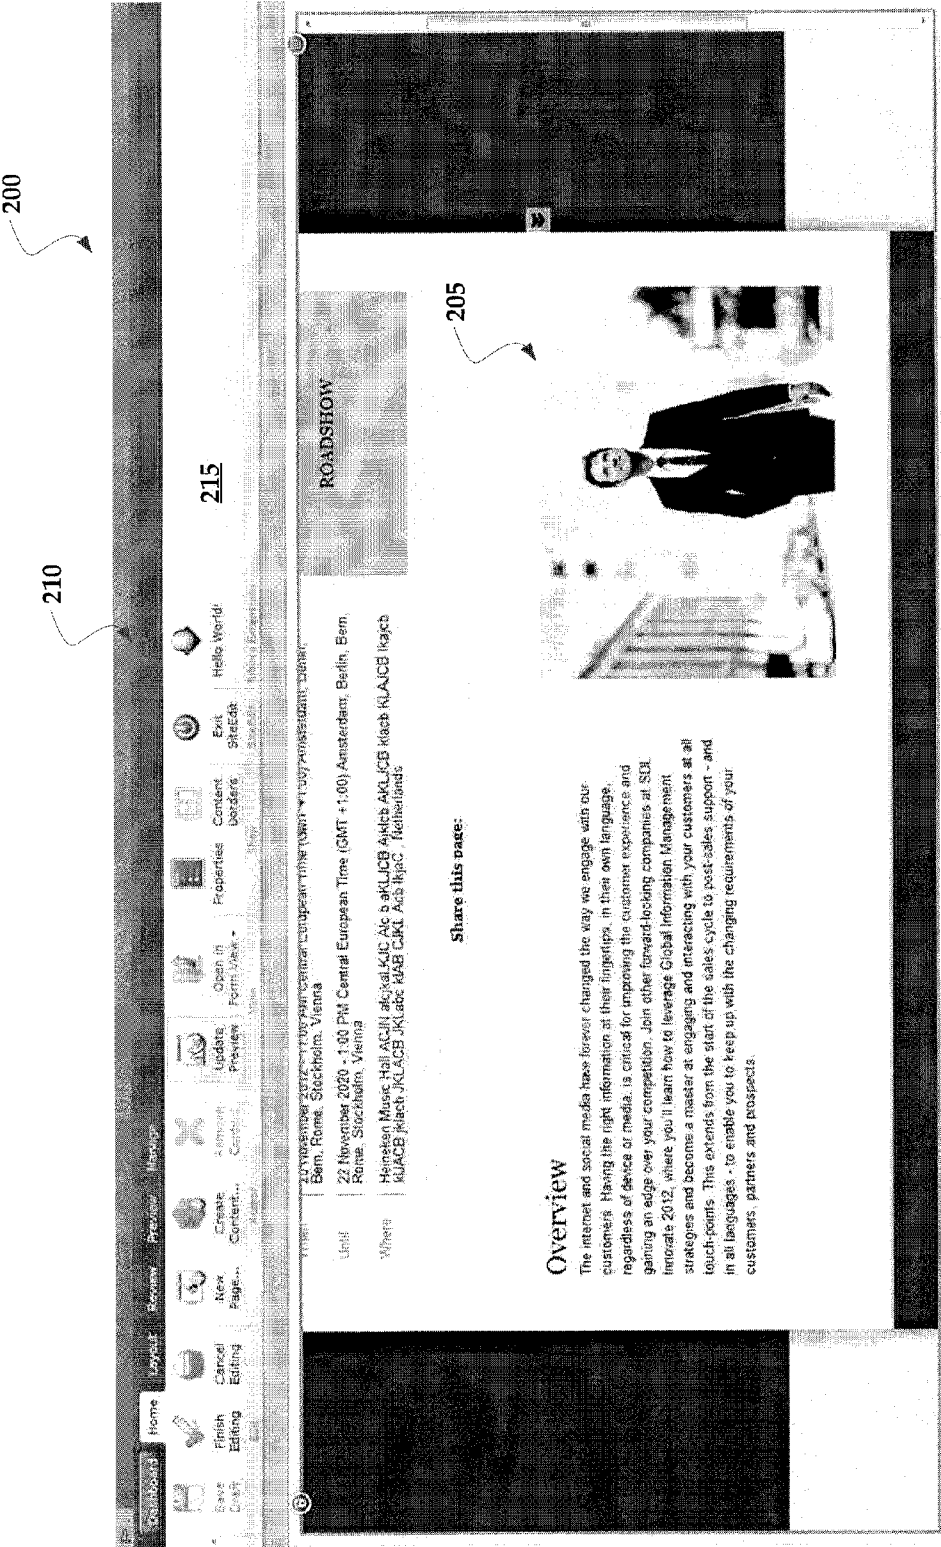 200
210
Dashboard Home Layout Review Preview Manage
Save Draft
Finish Editing
Cancel Editing
New Page...
Create Content...
Update Preview
Open in Form View
Properties
Content Borders
Exit SiteEdit
Hello World!
215
Edit
Bern, Rome, Stockholm, Vienna
Until
22 November 2020 - 1:00 PM Central European Time (GMT +1:00) Amsterdam, Berlin, Bern,
Rome, Stockholm, Vienna
Where
Heineken Music Hall
Netherlands
ROADSHOW
Share this page:
205
Overview
The internet and social media have forever changed the way we engage with our
customers. Having the right information at their fingertips, in their own language,
regardless of device or media, is critical for improving the customer experience and
gaining an edge over your competition. Join other forward-looking companies at SDL
Innovate 2012, where you'll learn how to leverage Global Information Management
strategies and become a master at engaging and interacting with your customers at all
touch-points. This extends from the start of the sales cycle to post-sales support - and
in all languages - to enable you to keep up with the changing requirements of your
customers, partners and prospects.